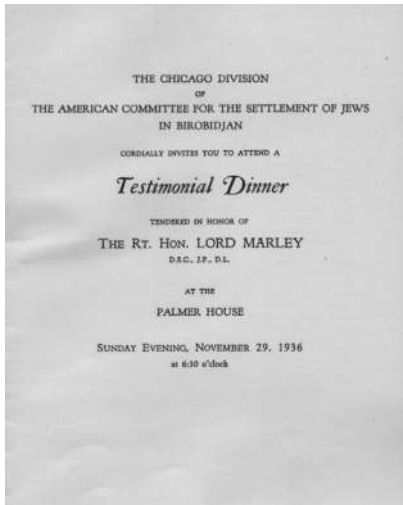 THE CHICAGO DIVISION
OF
THE AMERICAN COMMITTEE FOR THE SETTLEMENT OF JEWS
IN BIROBIDJAN
CORDIALLY INVITES YOU TO ATTEND A
Testimonial Dinner
TENDERED IN HONOR OF
THE RT. HON. LORD MARLEY
D.S.C., J.P., D.L.
AT THE
PALMER HOUSE
SUNDAY EVENING, NOVEMBER 29, 1936
at 6:30 o'clock